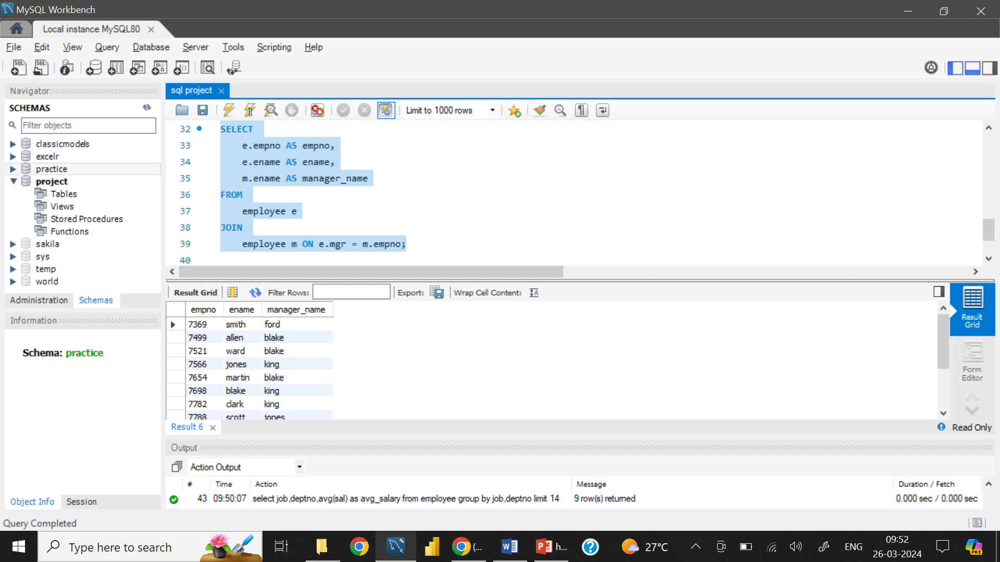 MySQL Workbench
Local instance MySQL80
File Edit View Query Database Server Tools Scripting Help
Navigator
SCHEMAS
Filter objects
classicmodels
excelr
practice
project
Tables
Views
Stored Procedures
Functions
sakila
sys
temp
world
Administration Schemas
Information
Schema: practice
Object Info Session
sql project
Limit to 1000 rows
32 SELECT
33 e.empno AS empno,
34 e.ename AS ename,
35 m.ename AS manager_name
36 FROM
37 employee e
38 JOIN
39 employee m ON e.mgr = m.empno;
40
Result Grid Filter Rows: Export: Wrap Cell Content:
empno ename manager_name
7369 smith ford
7499 allen blake
7521 ward blake
7566 jones king
7654 martin blake
7698 blake king
7782 clark king
7788 scott jones
Result Grid
Form Editor
Result 6
Read Only
Output
Action Output
# Time Action Message Duration / Fetch
43 09:50:07 select job,deptno,avg(sal) as avg_salary from employee group by job,deptno limit 14 9 row(s) returned 0.000 sec / 0.000 sec
Query Completed
Type here to search
(...
h...
27°C
ENG
09:52
26-03-2024
PRE